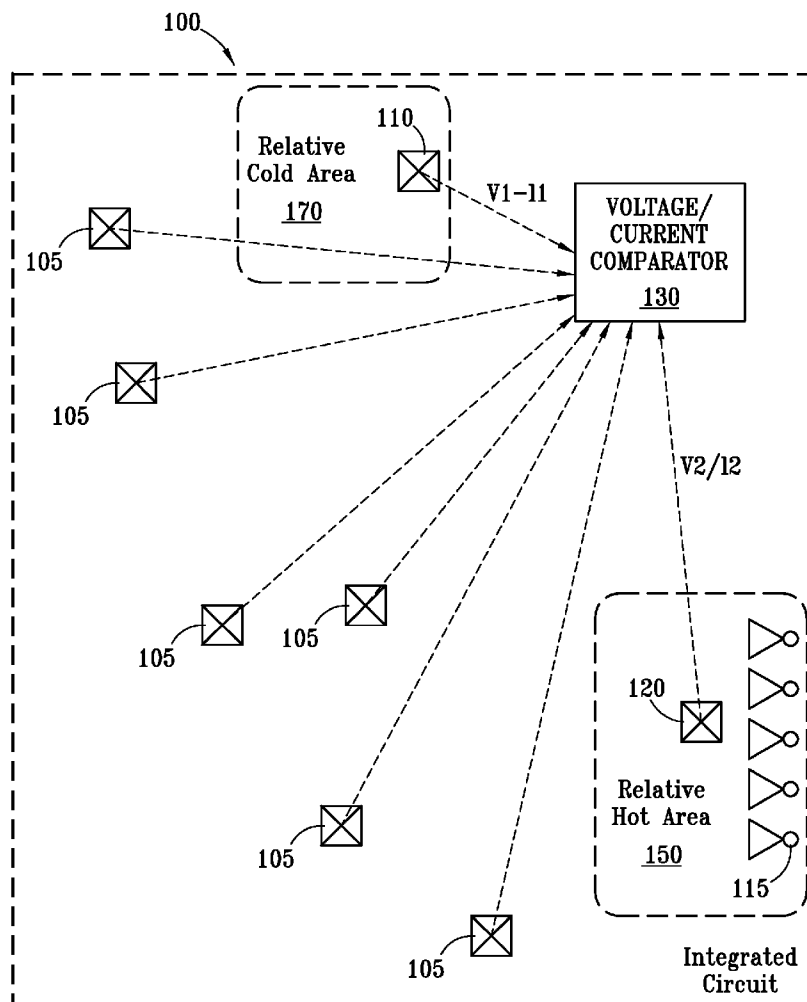 100
110
Relative
Cold Area
170
V1-I1
VOLTAGE/
CURRENT
COMPARATOR
130
105
105
V2/I2
105
105
120
Relative
Hot Area
150
115
105
105
Integrated
Circuit